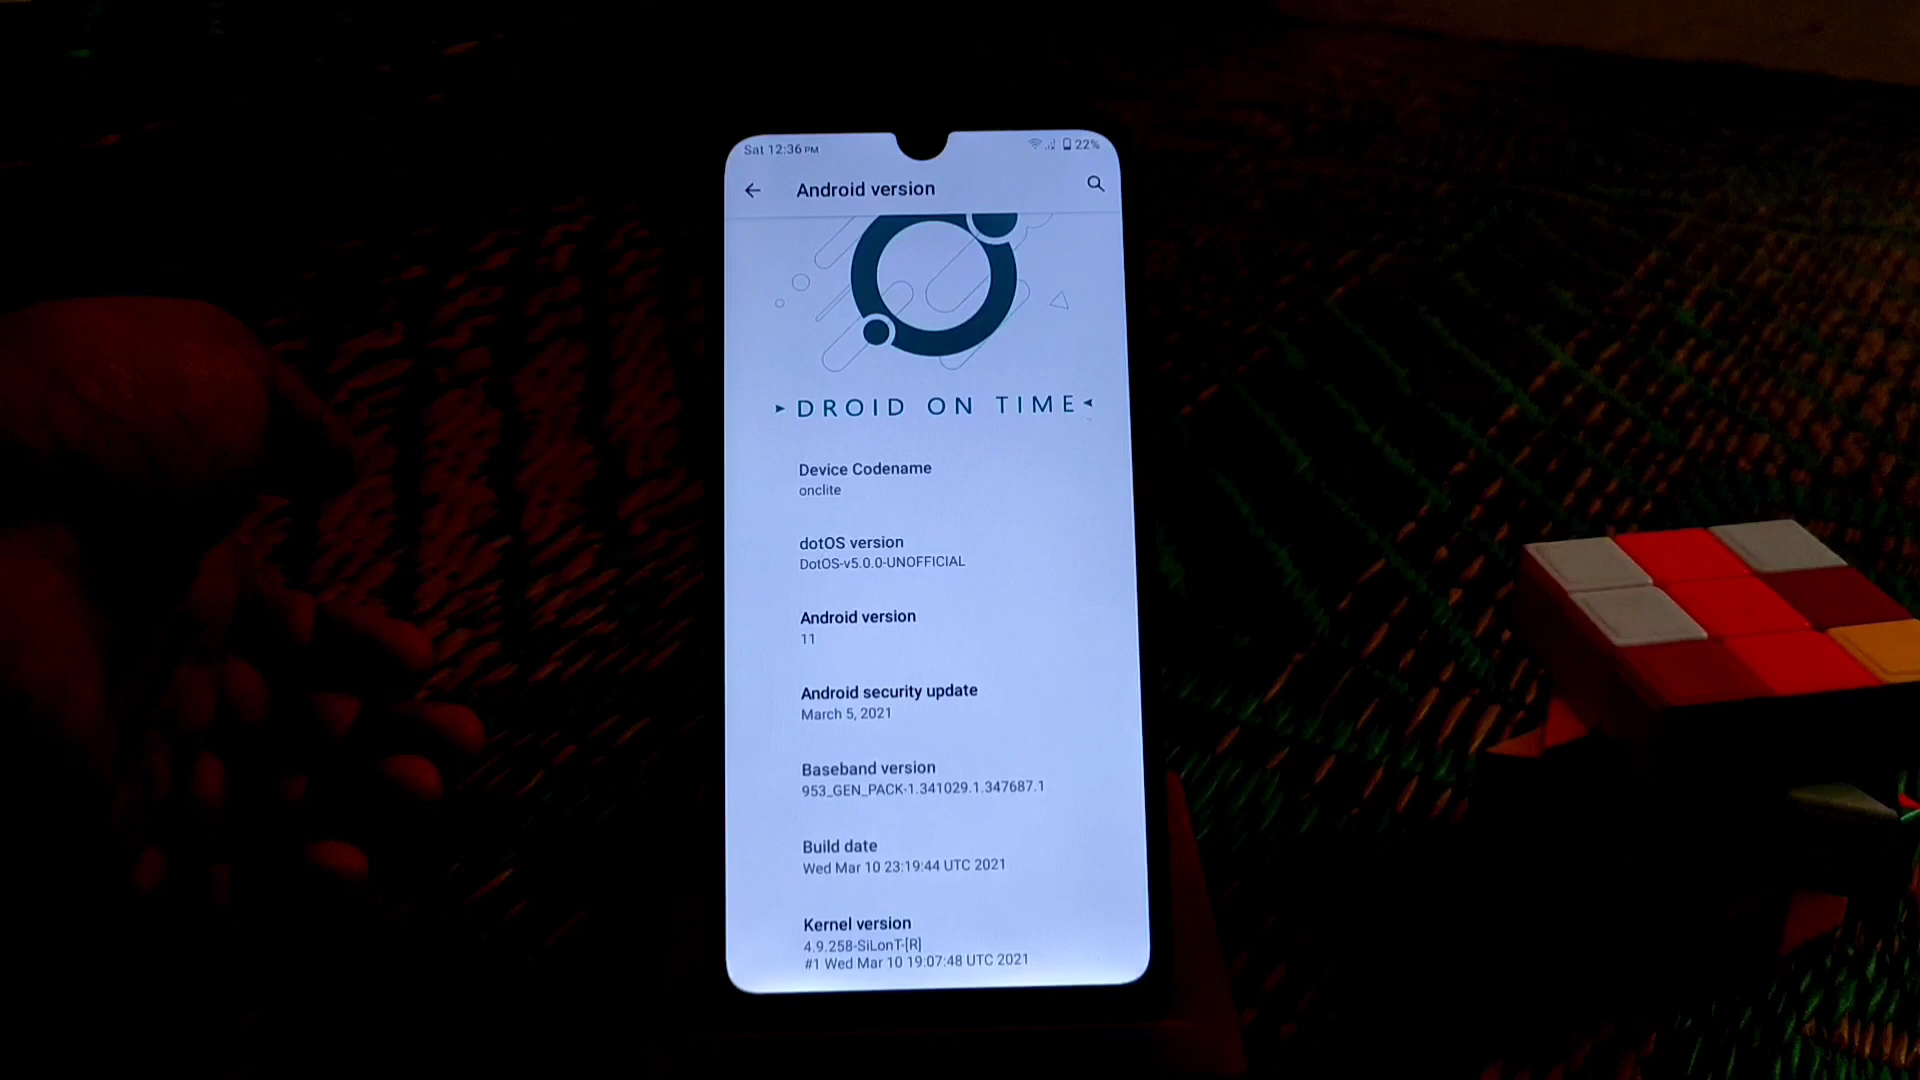 Sat 12:36 PM
22%
Android version
DROID ON TIME
Device Codename
onclite
dotOS version
DotOS-v5.0.0-UNOFFICIAL
Android version
11
Android security update
March 5, 2021
Baseband version
953_GEN_PACK-1.341029.1.347687.1
Build date
Wed Mar 10 23:19:44 UTC 2021
Kernel version
4.9.258-SiLonT-[R]
#1 Wed Mar 10 19:07:48 UTC 2021